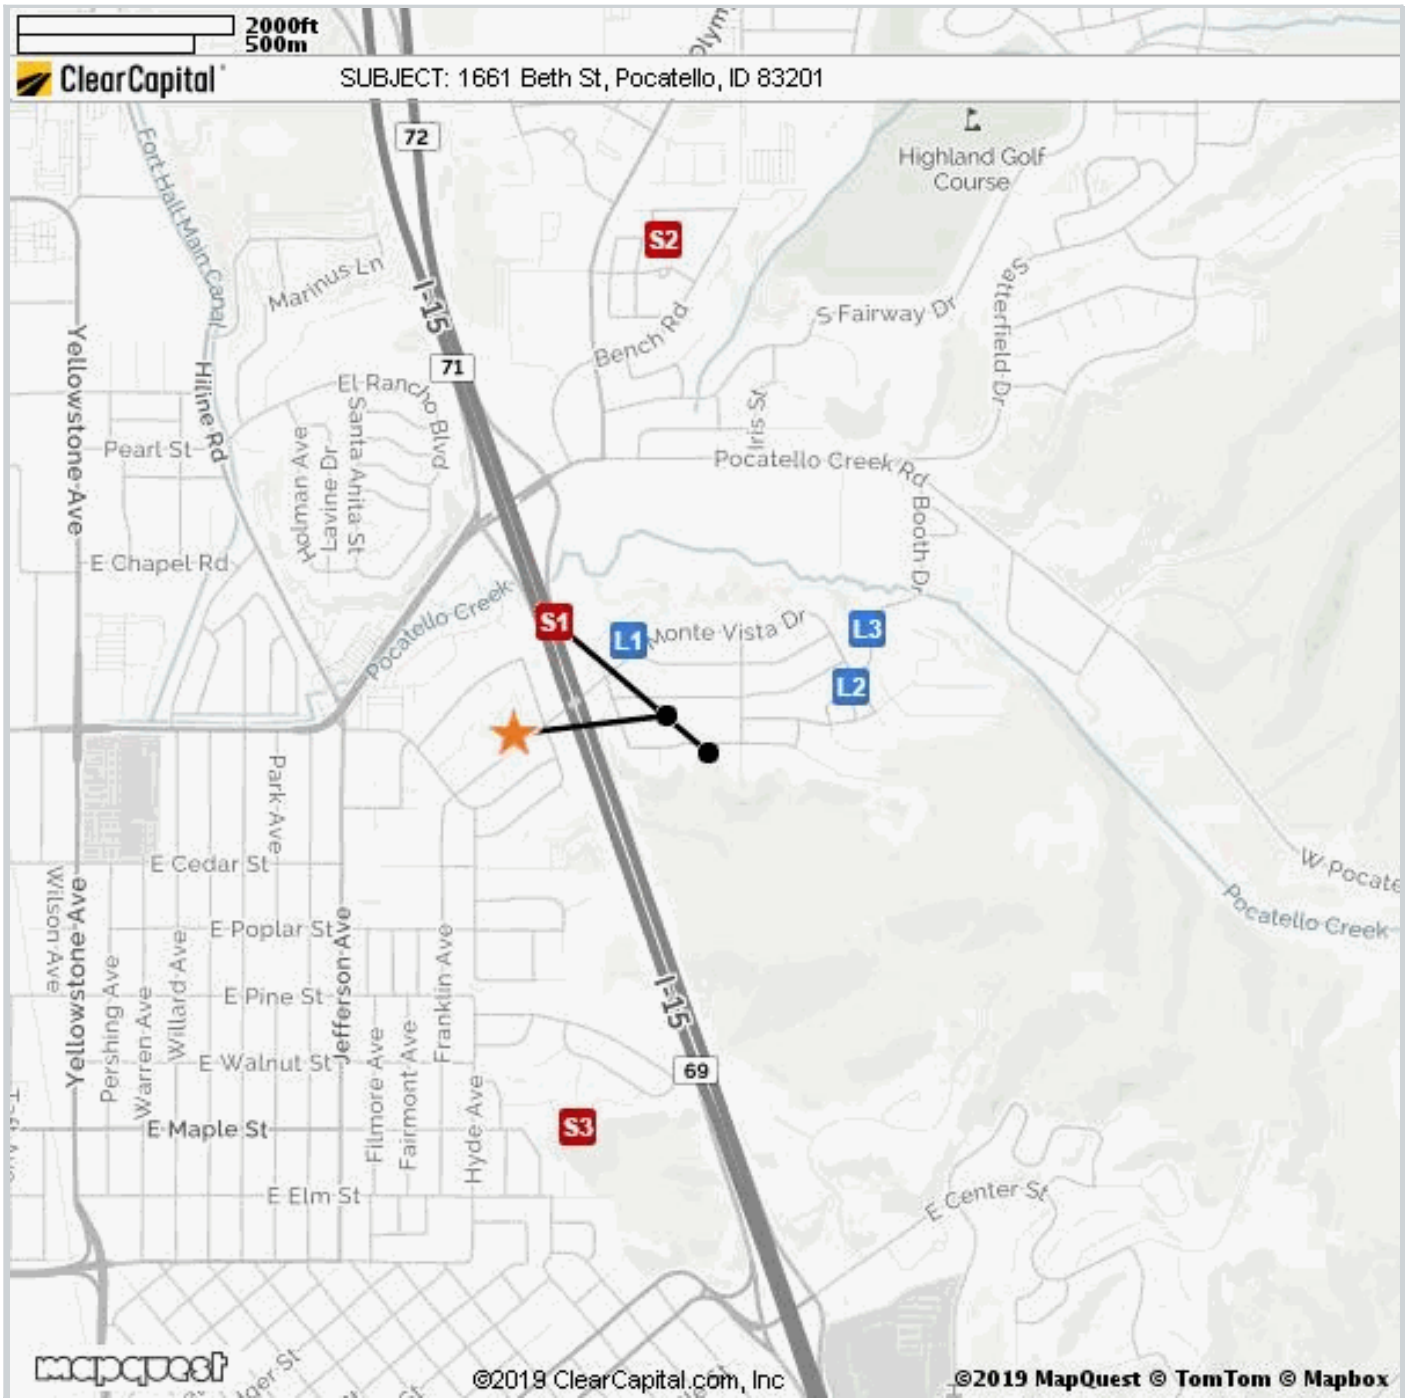 2000ft
500m
ClearCapital
SUBJECT: 1661 Beth St, Pocatello, ID 83201
72
Highland Golf
Course
Fort Hall Main Canal
S2
Marinus Ln
I-15
Satterfield Dr
S Fairway Dr
Bench Rd
Yellowstone Ave
Hiline Rd
71
El Rancho Blvd
Santa Anita St
Iris St
Holman Ave
Lavine Dr
Pearl St
Pocatello Creek Rd
Booth Dr
E Chapel Rd
Pocatello Creek
S1
L1
Monte Vista Dr
L3
L2
Park Ave
E Cedar St
W Pocate
Wilson Ave
Yellowstone Ave
Pocatello Creek
E Poplar St
Jefferson Ave
Franklin Ave
Willard Ave
Pershing Ave
Warren Ave
E Pine St
I-15
Filmore Ave
Fairmont Ave
E Walnut St
69
Hyde Ave
E Maple St
S3
E Elm St
E Center St
mapquest
©2019 ClearCapital.com, Inc
©2019 MapQuest © TomTom © Mapbox